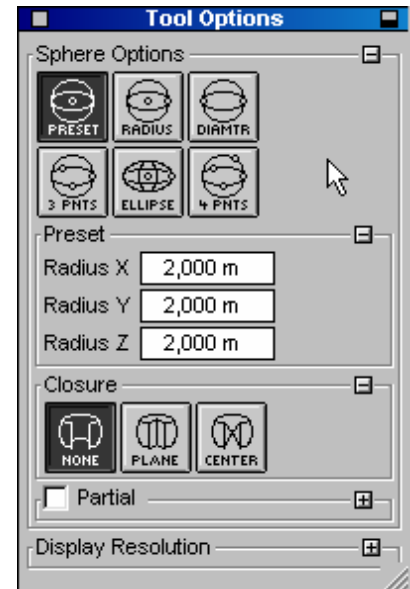 Tool Options
Sphere Options
PRESET RADIUS DIAMTR
3 PNTS ELLIPSE 4 PNTS
Preset
Radius X 2,000 m
Radius Y 2,000 m
Radius Z 2,000 m
Closure
NONE PLANE CENTER
Partial
Display Resolution